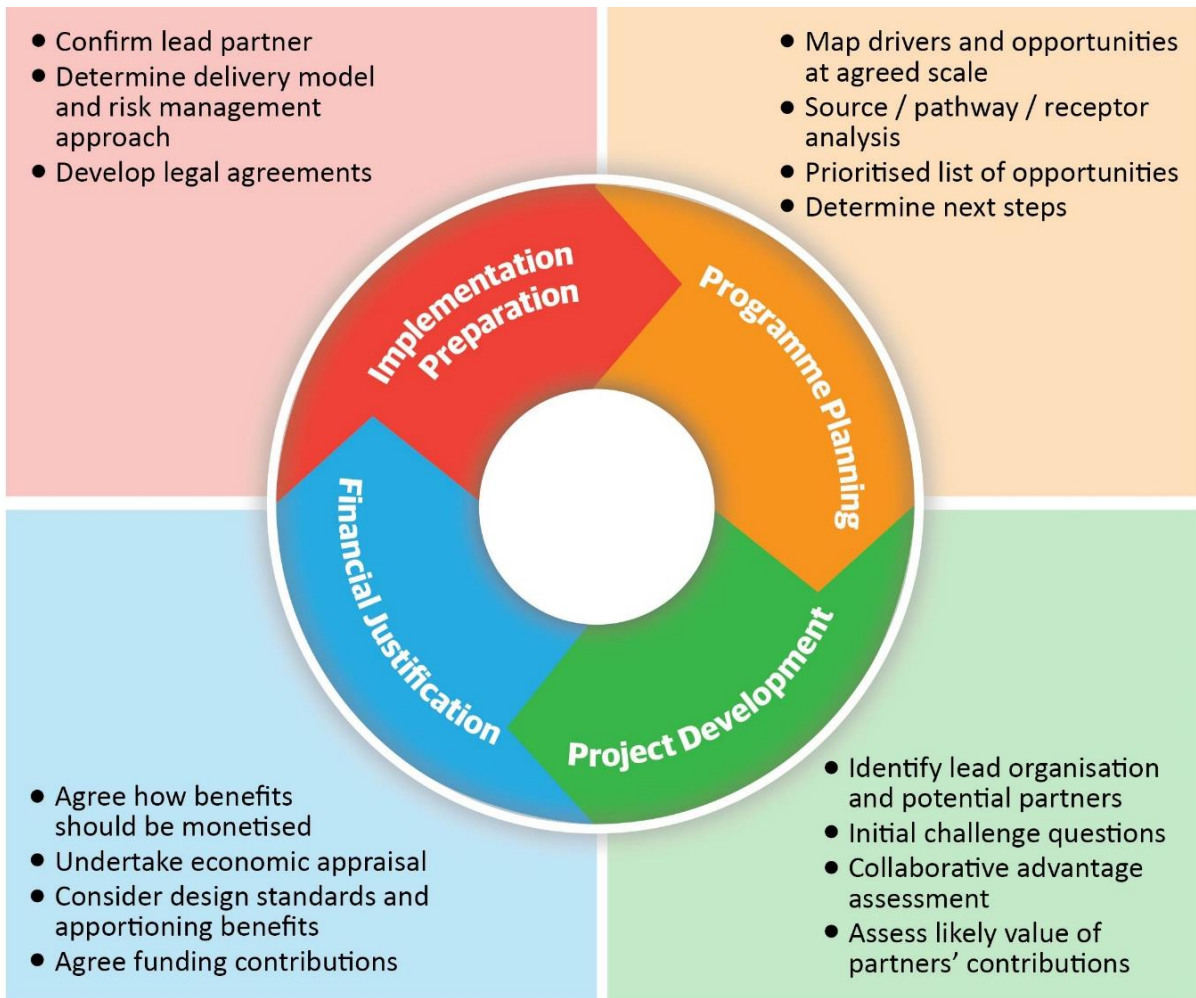 ● Confirm lead partner
● Determine delivery model
and risk management
approach
● Develop legal agreements
● Map drivers and opportunities
at agreed scale
● Source / pathway / receptor
analysis
● Prioritised list of opportunities
● Determine next steps
Implementation
Preparation
Programme Planning
Financial Justification
Project Development
● Agree how benefits
should be monetised
● Undertake economic appraisal
● Consider design standards and
apportioning benefits
● Agree funding contributions
● Identify lead organisation
and potential partners
● Initial challenge questions
● Collaborative advantage
assessment
● Assess likely value of
partners’ contributions